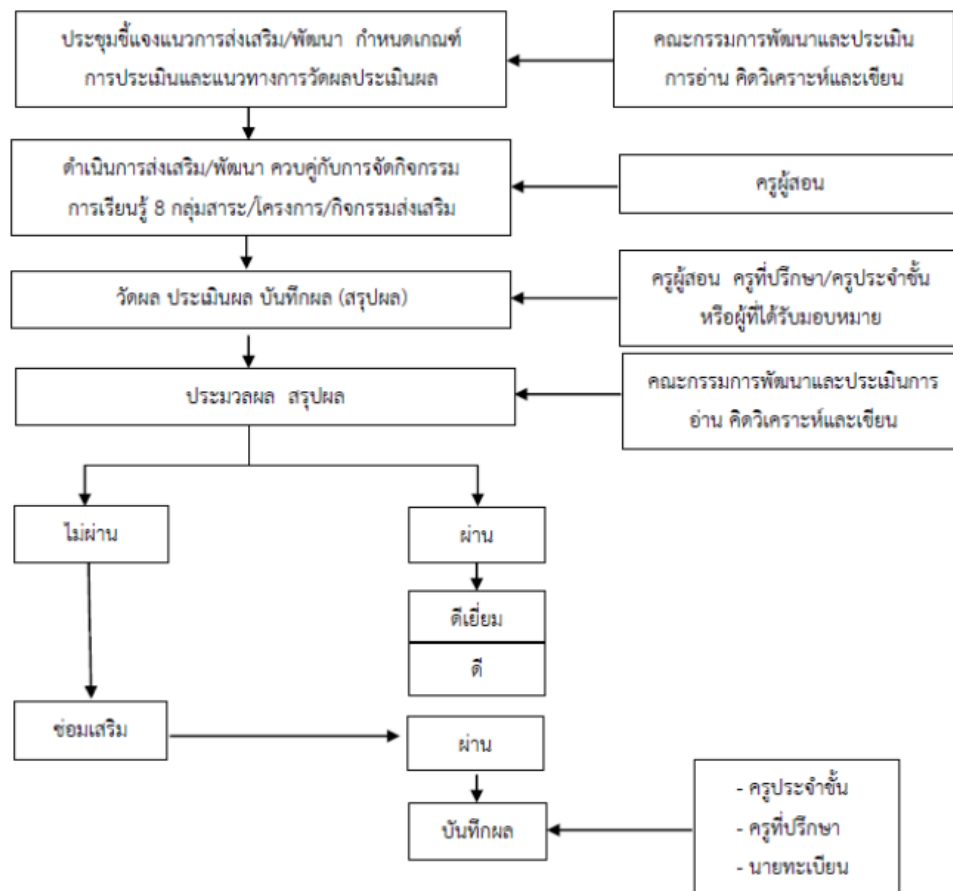 ประชุมชี้แจงแนวการส่งเสริม/พัฒนา กำหนดเกณฑ์
การประเมินและแนวทางการวัดผลประเมินผล
คณะกรรมการพัฒนาและประเมิน
การอ่าน คิดวิเคราะห์และเขียน
ดำเนินการส่งเสริม/พัฒนา ควบคู่กับการจัดกิจกรรม
การเรียนรู้ 8 กลุ่มสาระ/โครงการ/กิจกรรมส่งเสริม
ครูผู้สอน
วัดผล ประเมินผล บันทึกผล (สรุปผล)
ครูผู้สอน ครูที่ปรึกษา/ครูประจำชั้น
หรือผู้ที่ได้รับมอบหมาย
ประมวลผล สรุปผล
คณะกรรมการพัฒนาและประเมินการ
อ่าน คิดวิเคราะห์และเขียน
ไม่ผ่าน
ผ่าน
ดีเยี่ยม
ดี
ซ่อมเสริม
ผ่าน
บันทึกผล
- ครูประจำชั้น
- ครูที่ปรึกษา
- นายทะเบียน